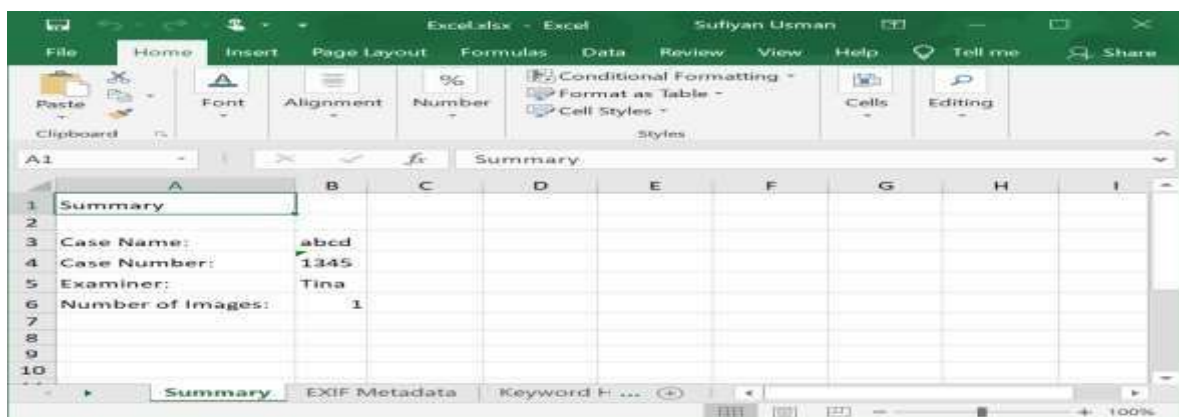 Excel.xlsx - Excel Sufiyan Usman
File Home Insert Page Layout Formulas Data Review View Help Tell me Share
Paste Font Alignment % Number Conditional Formatting Cells Editing
Format as Table
Cell Styles
Clipboard Styles
A1 fx Summary
A B C D E F G H I
1 Summary
2
3 Case Name: abcd
4 Case Number: 1345
5 Examiner: Tina
6 Number of Images: 1
7
8
9
10
Summary EXIF Metadata Keyword H ...
100%